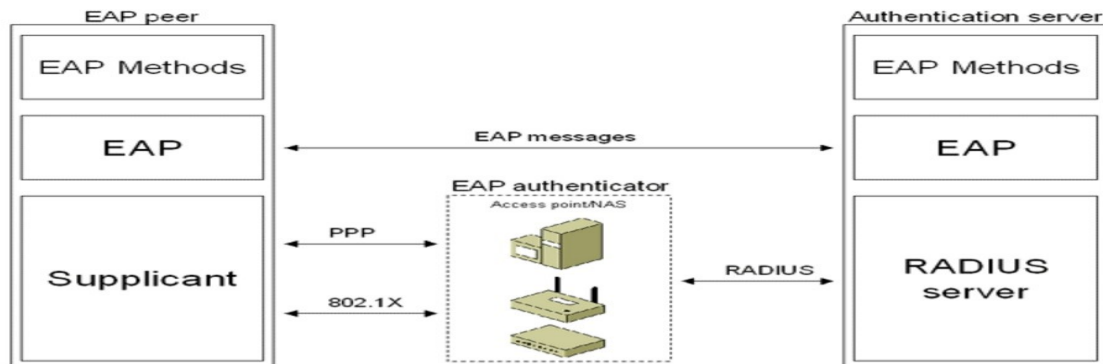 EAP peer
Authentication server
EAP Methods
EAP Methods
EAP
EAP messages
EAP
EAP authenticator
Access point/NAS
PPP
Supplicant
802.1X
RADIUS
RADIUS
server